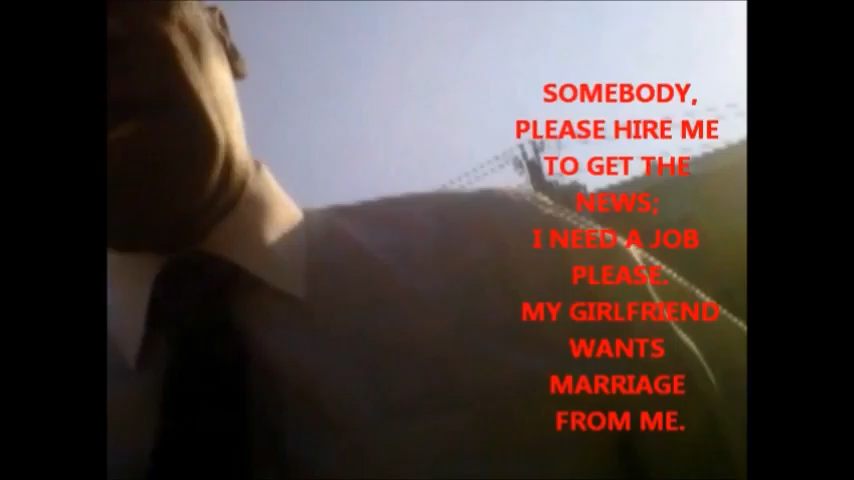 SOMEBODY,
PLEASE HIRE ME
TO GET THE
NEWS;
I NEED A JOB
PLEASE.
MY GIRLFRIEND
WANTS
MARRIAGE
FROM ME.